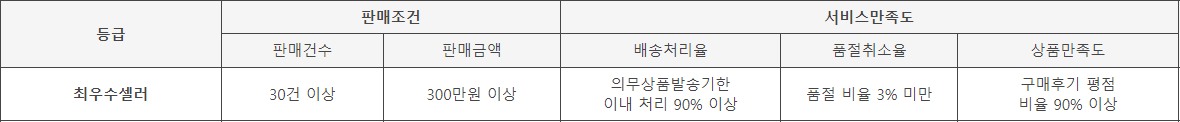 등급
판매조건
서비스만족도
판매건수
판매금액
배송처리율
품절취소율
상품만족도
최우수셀러
30건 이상
300만원 이상
의무상품발송기한
이내 처리 90% 이상
품절 비율 3% 미만
구매후기 평점
비율 90% 이상